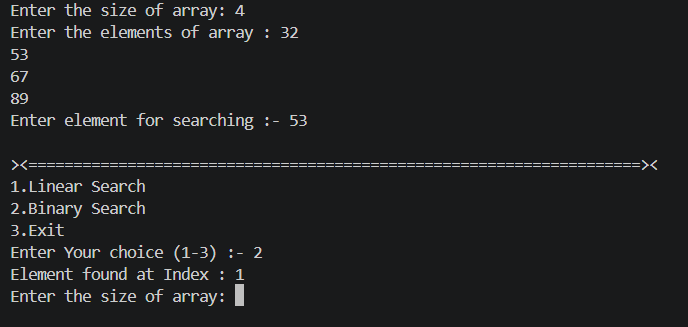 Enter the size of array: 4
Enter the elements of array : 32
53
67
89
Enter element for searching :- 53
><====================================================================><
1.Linear Search
2.Binary Search
3.Exit
Enter Your choice (1-3) :- 2
Element found at Index : 1
Enter the size of array: